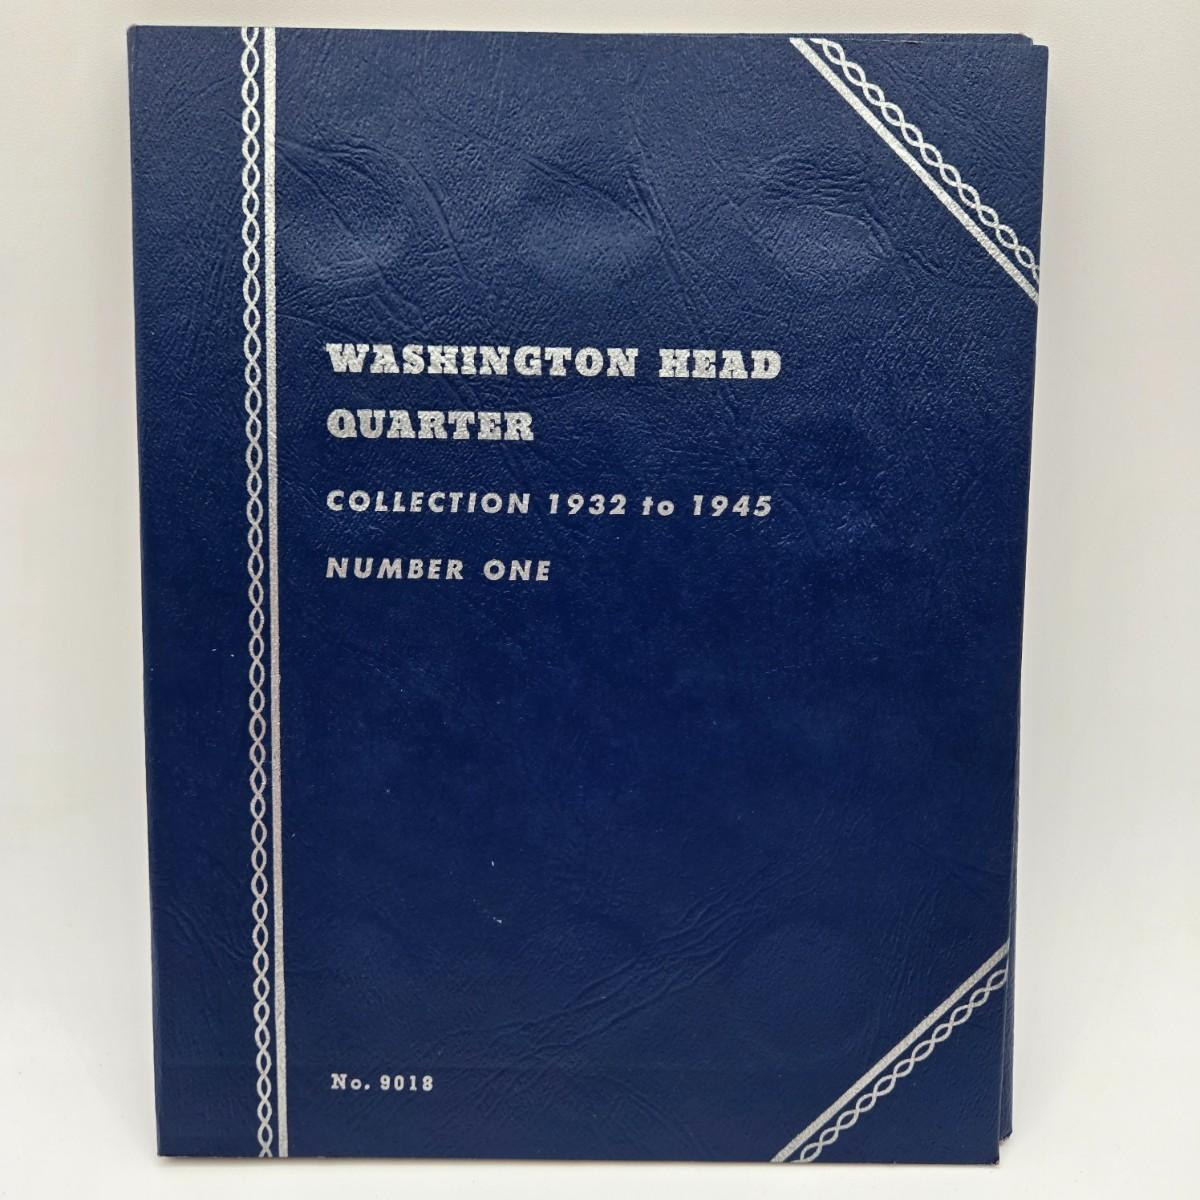 WASHINGTON HEAD
QUARTER
COLLECTION 1932 to 1945
NUMBER ONE
No. 9018